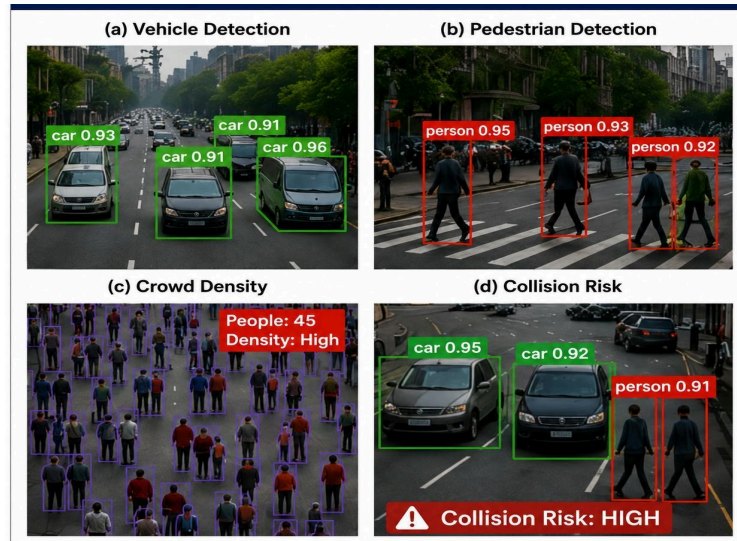 (a) Vehicle Detection
car 0.93
car 0.91
car 0.91
car 0.96
(b) Pedestrian Detection
person 0.95
person 0.93
person 0.92
(c) Crowd Density
People: 45
Density: High
(d) Collision Risk
car 0.95
car 0.92
person 0.91
Collision Risk: HIGH